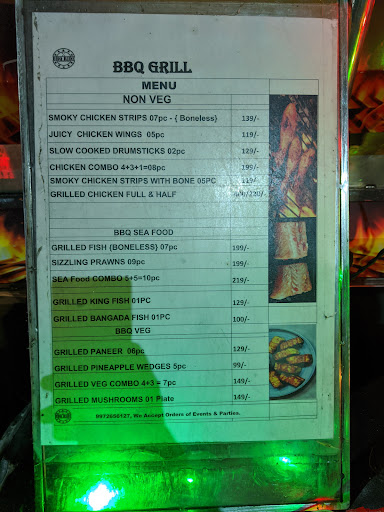 BBQ GRILL
MENU
NON VEG
SMOKY CHICKEN STRIPS 07pc - { Boneless} 139/-
JUICY CHICKEN WINGS 05pc 119/-
SLOW COOKED DRUMSTICKS 02pc 129/-
CHICKEN COMBO 4+3+1=08pc 199/-
SMOKY CHICKEN STRIPS WITH BONE 05PC 119/-
GRILLED CHICKEN FULL & HALF /220/-
BBQ SEA FOOD
GRILLED FISH {BONELESS} 07pc 199/-
SIZZLING PRAWNS 09pc 199/-
SEA Food COMBO 5+5=10pc 219/-
GRILLED KING FISH 01PC 129/-
GRILLED BANGADA FISH 01PC 100/-
BBQ VEG
GRILLED PANEER 06pc 129/-
GRILLED PINEAPPLE WEDGES 5pc 99/-
GRILLED VEG COMBO 4+3 = 7pc 149/-
GRILLED MUSHROOMS 01 Plate 149/-
8972650127, We Accept Orders of Events & Parties.